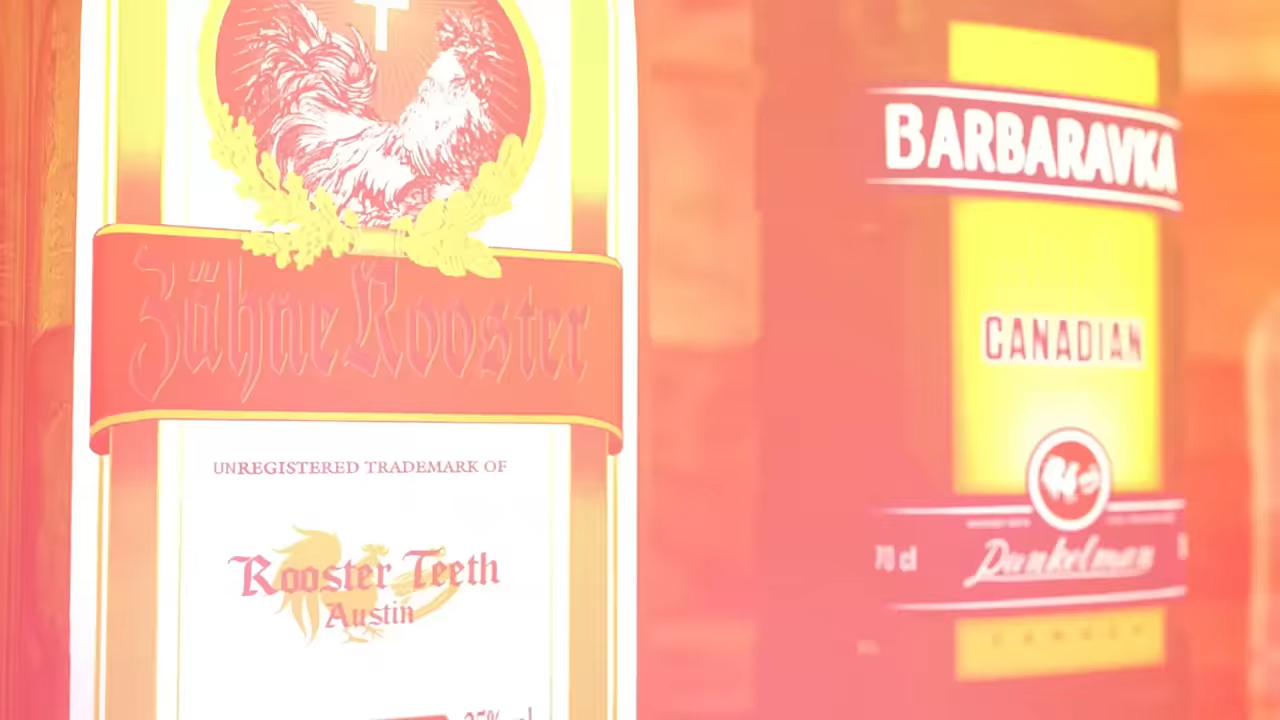 Zähne Rooster
UNREGISTERED TRADEMARK OF
Rooster Teeth
Austin
BARBARAVKA
CANADIAN
70 cl
Dunkelman